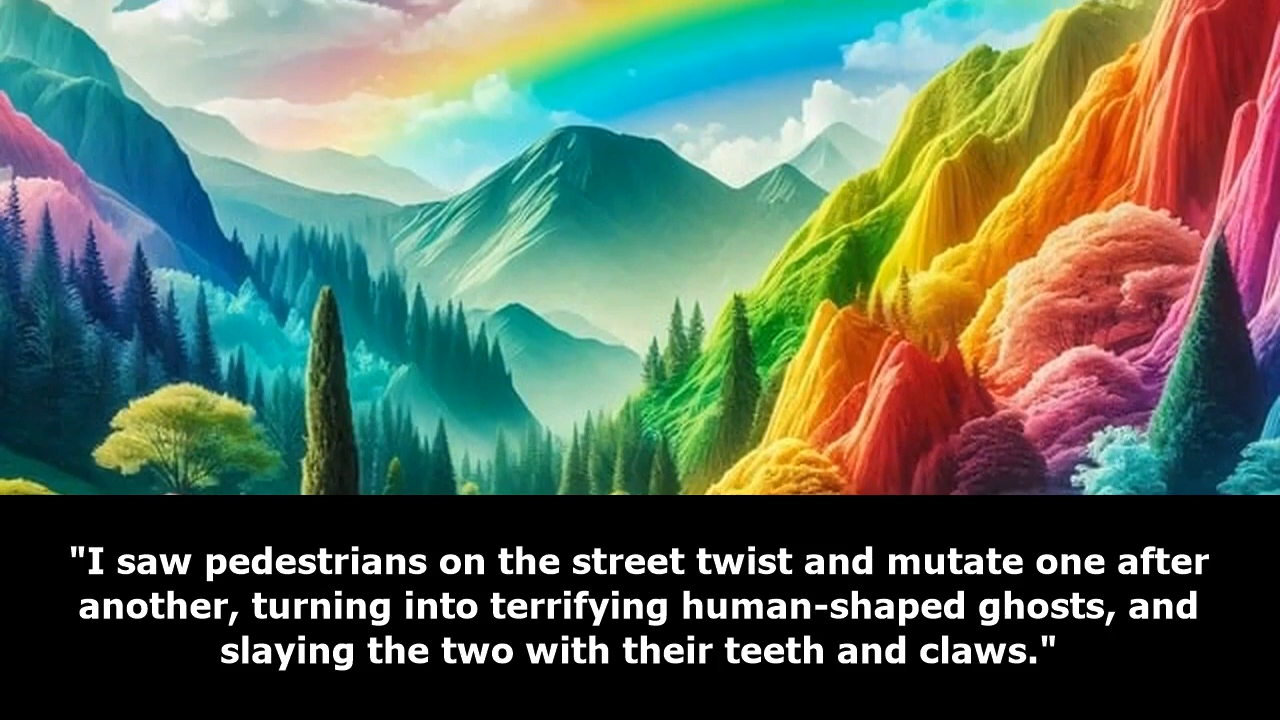 "I saw pedestrians on the street twist and mutate one after
another, turning into terrifying human-shaped ghosts, and
slaying the two with their teeth and claws."